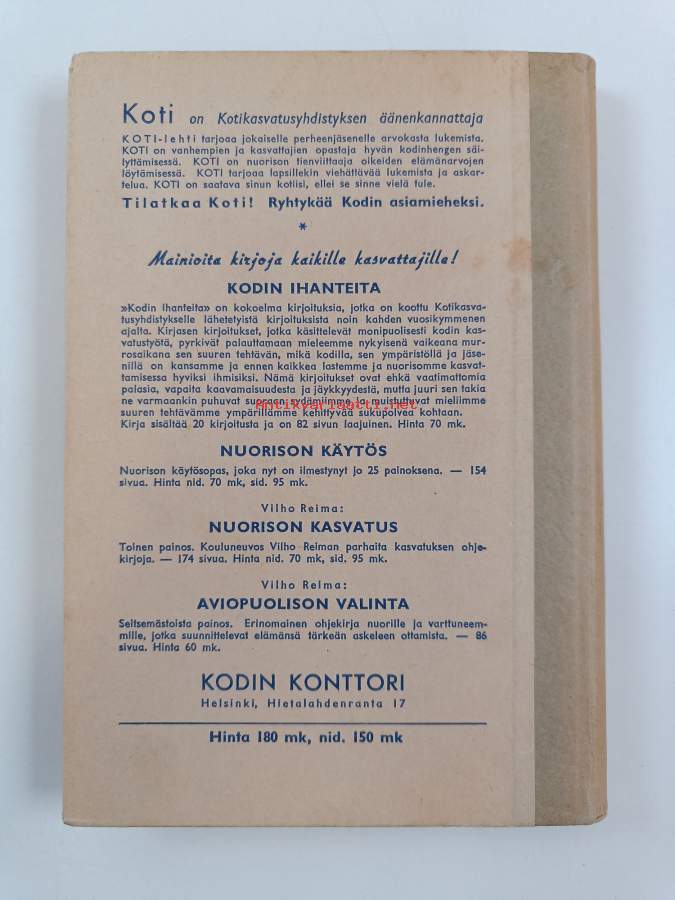 Koti on Kotikasvatusyhdistyksen äänenkannattaja
KOTI-lehti tarjoaa jokaiselle perheenjäsenelle arvokasta lukemista.
KOTI on vanhempien ja kasvattajien opastaja hyvän kodinhengen säi-
lyttämisessä. KOTI on nuorison tienviittaaja oikeiden elämänarvojen
löytämisessä. KOTI tarjoaa lapsillekin viehättävää lukemista ja askar-
telua. KOTI on saatava sinun kotiisi, ellei se sinne vielä tule.
Tilatkaa Koti! Ryhtykää Kodin asiamieheksi.
*
Mainioita kirjoja kaikille kasvattajille!
KODIN IHANTEITA
»Kodin Ihanteita» on kokoelma kirjoituksia, jotka on koottu Kotikasva-
tusyhdistykselle lähetetyistä kirjoituksista noin kahden vuosikymmenen
ajalta. Kirjasen kirjoitukset, jotka käsittelevät monipuolisesti kodin kas-
vatustyötä, pyrkivät palauttamaan mieleemme nykyisenä vaikeana mur-
rosaikana sen suuren tehtävän, mikä kodilla, sen ympäristöllä ja jäse-
nillä on kansamme ja ennen kaikkea lastemme ja nuorisomme kasvat-
tamisessa hyviksi ihmisiksi. Nämä kirjoitukset ovat ehkä vaatimattomia
palasia, vapaita kaavamaisuudesta ja jäykkyydestä, mutta juuri sen takia
ne varmaankin puhuvat suoraan sydämiimme ja muistuttavat mieliimme
suuren tehtävämme ympärillämme kehittyvää sukupolvea kohtaan.
Kirja sisältää 20 kirjoitusta ja on 82 sivun laajuinen. Hinta 70 mk.
Antikvariaatti.net
NUORISON KÄYTÖS
Nuorison käytösopas, joka nyt on ilmestynyt jo 25 painoksena. — 154
sivua. Hinta nid. 70 mk, sid. 95 mk.
Vilho Reima:
NUORISON KASVATUS
Toinen painos. Kouluneuvos Vilho Reiman parhaita kasvatuksen ohje-
kirjoja. — 174 sivua. Hinta nid. 70 mk, sid. 95 mk.
Vilho Reima:
AVIOPUOLISON VALINTA
Seitsemästoista painos. Erinomainen ohjekirja nuorille ja varttuneem-
mille, jotka suunnittelevat elämänsä tärkeän askeleen ottamista. — 86
sivua. Hinta 60 mk.
KODIN KONTTORI
Helsinki, Hietalahdenranta 17
Hinta 180 mk, nid. 150 mk